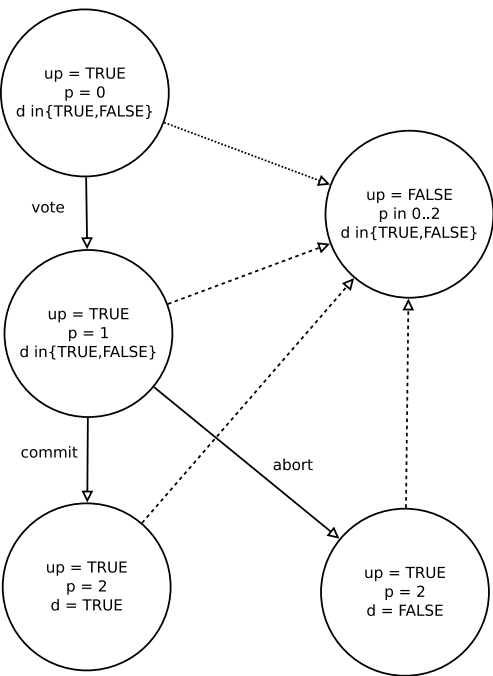 up = TRUE
p = 0
d in{TRUE,FALSE}
up = FALSE
p in 0..2
d in{TRUE,FALSE}
vote
up = TRUE
p = 1
d in{TRUE,FALSE}
commit
abort
up = TRUE
p = 2
d = TRUE
up = TRUE
p = 2
d = FALSE